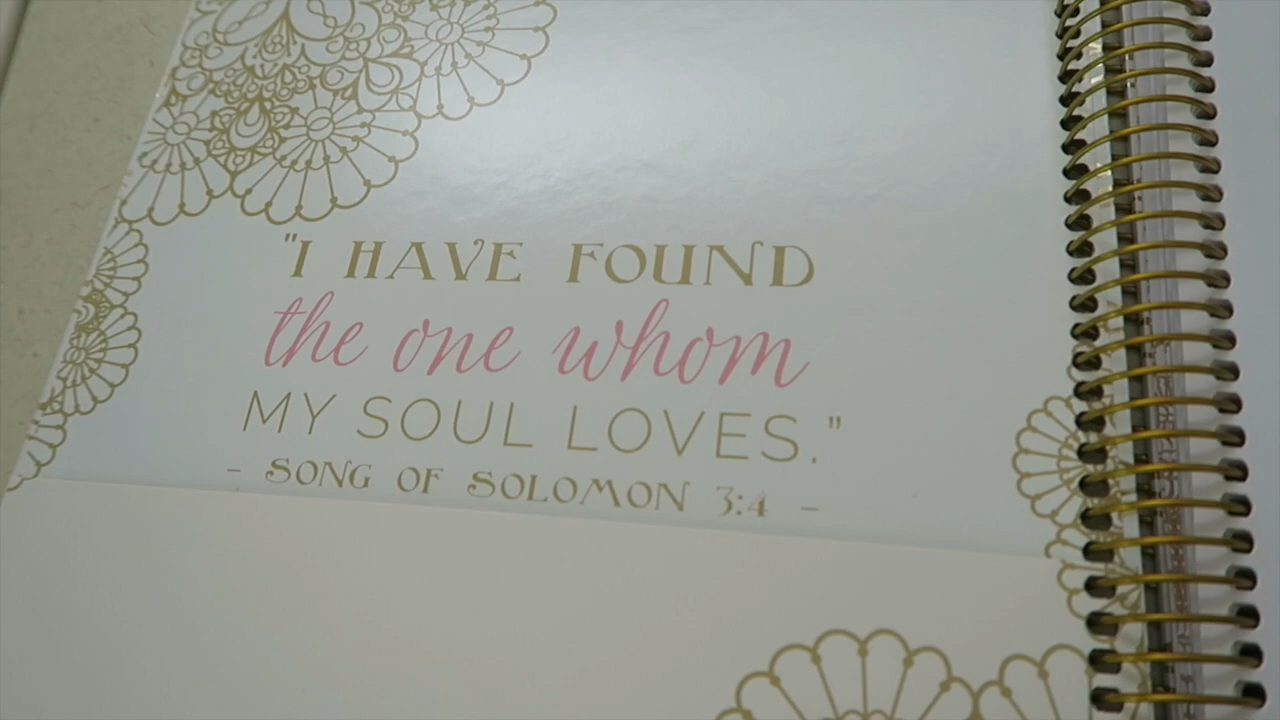 "I HAVE FOUND
the one whom
MY SOUL LOVES."
- SONG OF SOLOMON 3:4 -